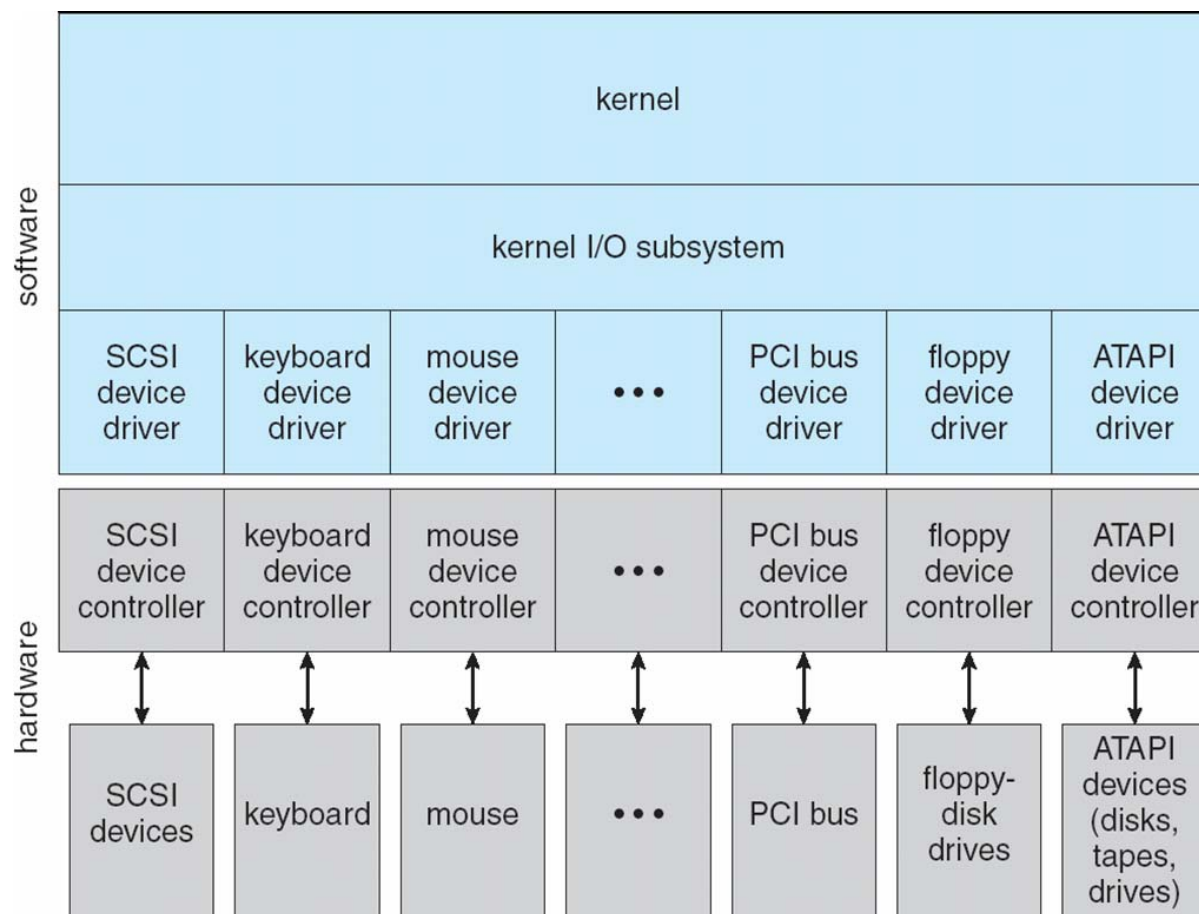 software
kernel
kernel I/O subsystem
SCSI
device
driver
keyboard
device
driver
mouse
device
driver
•••
PCI bus
device
driver
floppy
device
driver
ATAPI
device
driver
hardware
SCSI
device
controller
keyboard
device
controller
mouse
device
controller
•••
PCI bus
device
controller
floppy
device
controller
ATAPI
device
controller
SCSI
devices
keyboard
mouse
•••
PCI bus
floppy-
disk
drives
ATAPI
devices
(disks,
tapes,
drives)